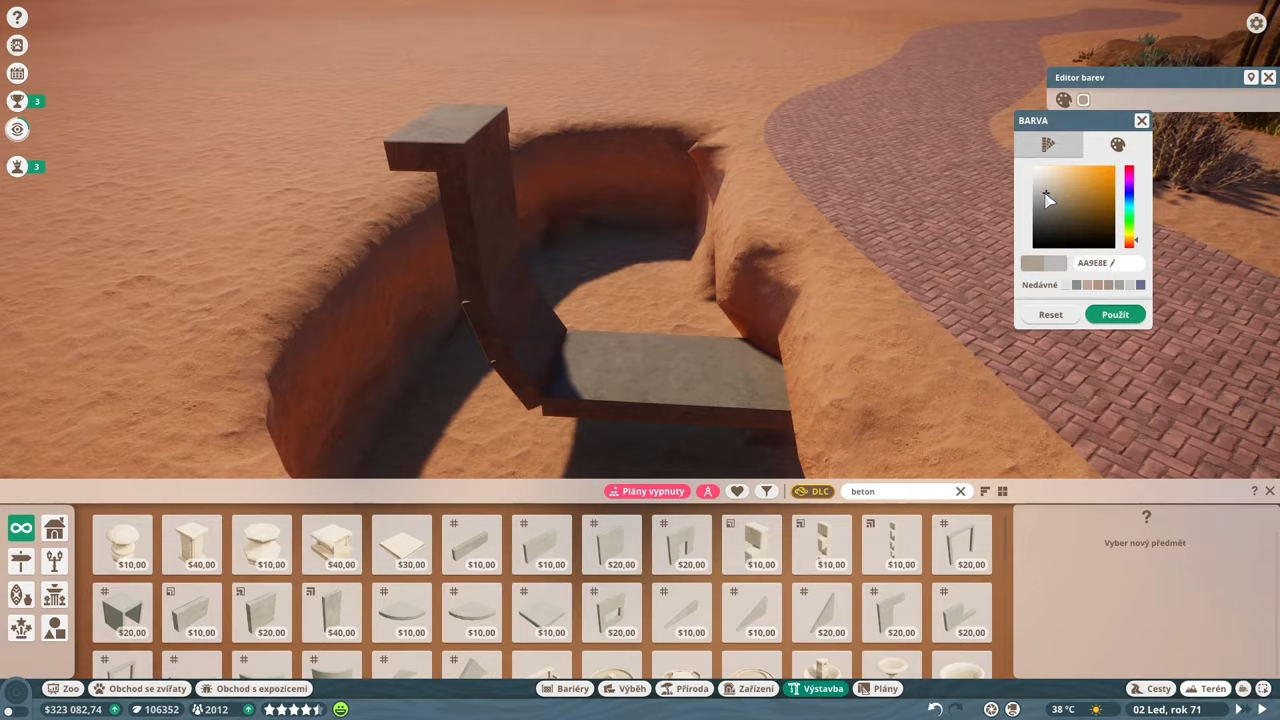 ?
3
3
Editor barev
BARVA
AA9E8E
Nedávné
Reset
Použít
Plány vypnuty
DLC
beton
?
$10,00 $40,00 $10,00 $40,00 $30,00 $10,00 $10,00 $20,00 $20,00 $10,00 $10,00 $10,00 $20,00
$20,00 $10,00 $20,00 $40,00 $10,00 $10,00 $10,00 $20,00 $10,00 $10,00 $20,00 $20,00 $20,00
?
Vyber nový předmět
Zoo Obchod se zvířaty Obchod s expozicemi Bariéry Výběh Příroda Zařízení Výstavba Plány Cesty Terén
$323 082,74 106352 2012 38 °C 02 Led, rok 71